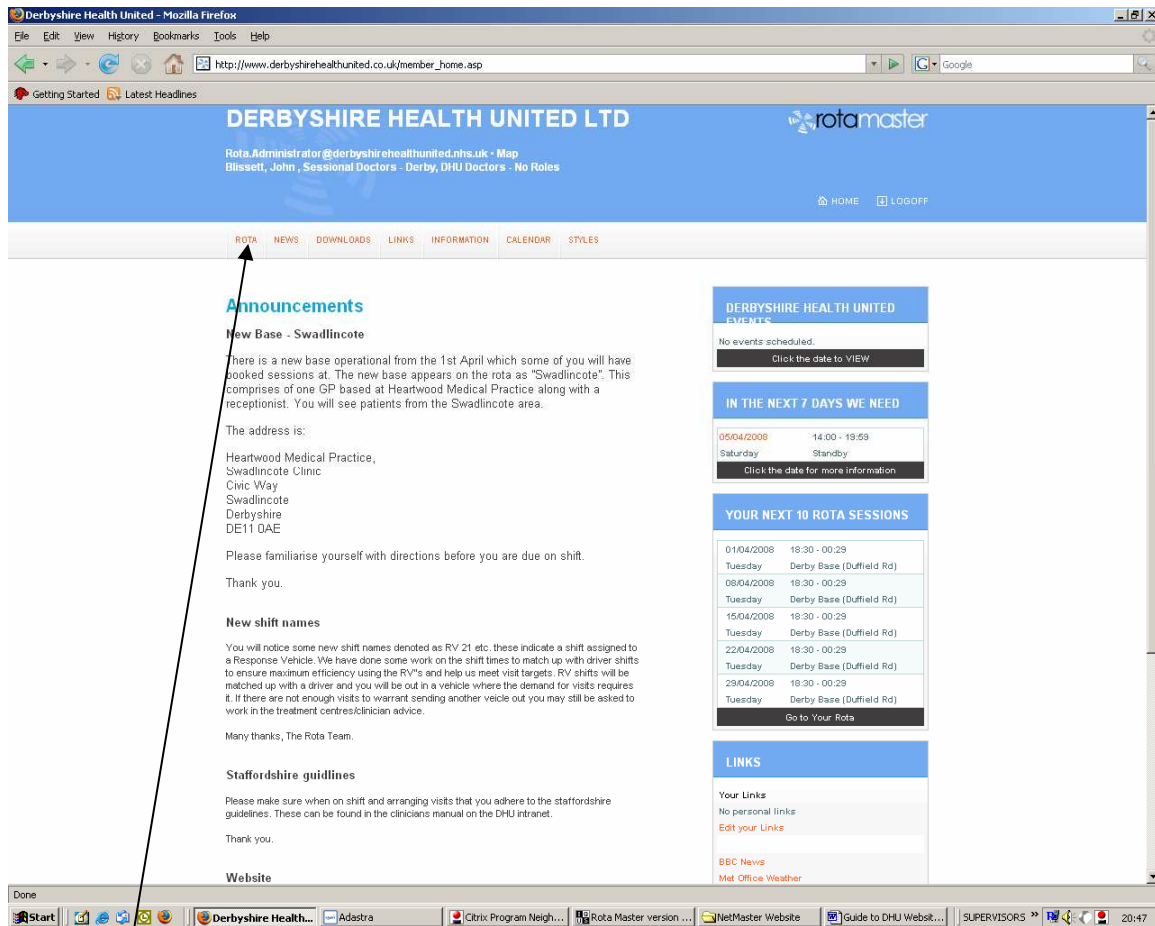 Derbyshire Health United - Mozilla Firefox
File Edit View History Bookmarks Tools Help
http://www.derbyshirehealthunited.co.uk/member_home.asp
Google
Getting Started Latest Headlines
DERBYSHIRE HEALTH UNITED LTD
rotamaster
Rota.Administrator@derbyshirehealthunited.nhs.uk • Map
Blissett, John , Sessional Doctors - Derby, DHU Doctors - No Roles
HOME LOGOFF
ROTA NEWS DOWNLOADS LINKS INFORMATION CALENDAR STYLES
Announcements
New Base - Swadlincote
There is a new base operational from the 1st April which some of you will have
booked sessions at. The new base appears on the rota as "Swadlincote". This
comprises of one GP based at Heartwood Medical Practice along with a
receptionist. You will see patients from the Swadlincote area.
The address is:
Heartwood Medical Practice,
Swadlincote Clinic
Civic Way
Swadlincote
Derbyshire
DE11 0AE
Please familiarise yourself with directions before you are due on shift.
Thank you.
New shift names
You will notice some new shift names denoted as RV 21 etc. these indicate a shift assigned to
a Response Vehicle. We have done some work on the shift times to match up with driver shifts
to ensure maximum efficiency using the RV"s and help us meet visit targets. RV shifts will be
matched up with a driver and you will be out in a vehicle where the demand for visits requires
it. If there are not enough visits to warrant sending another veicle out you may still be asked to
work in the treatment centres/clinician advice.
Many thanks, The Rota Team.
Staffordshire guidlines
Please make sure when on shift and arranging visits that you adhere to the staffordshire
guidelines. These can be found in the clinicians manual on the DHU intranet.
Thank you.
Website
DERBYSHIRE HEALTH UNITED
EVENTS
No events scheduled.
Click the date to VIEW
IN THE NEXT 7 DAYS WE NEED
05/04/2008 14:00 - 19:59
Saturday Standby
Click the date for more information
YOUR NEXT 10 ROTA SESSIONS
01/04/2008 18:30 - 00:29
Tuesday Derby Base (Duffield Rd)
08/04/2008 18:30 - 00:29
Tuesday Derby Base (Duffield Rd)
15/04/2008 18:30 - 00:29
Tuesday Derby Base (Duffield Rd)
22/04/2008 18:30 - 00:29
Tuesday Derby Base (Duffield Rd)
29/04/2008 18:30 - 00:29
Tuesday Derby Base (Duffield Rd)
Go to Your Rota
LINKS
Your Links
No personal links
Edit your Links
BBC News
Met Office Weather
Done
Start Derbyshire Health... Adastra Citrix Program Neigh... Rota Master version ... NetMaster Website Guide to DHU Websit... SUPERVISORS » 20:47